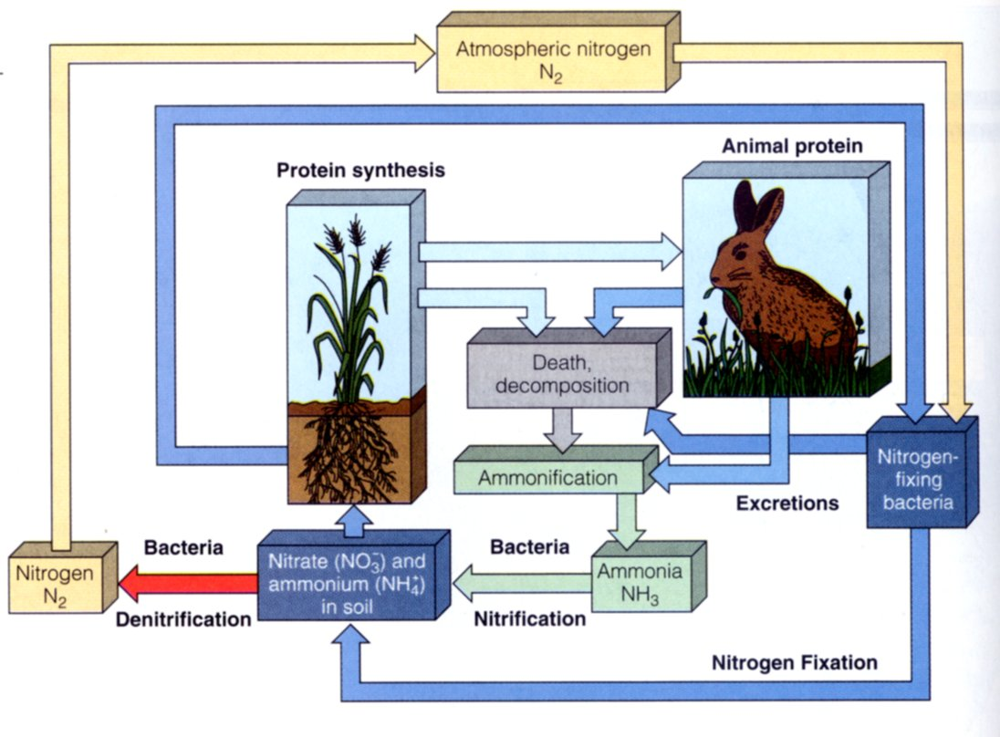 Atmospheric nitrogen
N₂
Animal protein
Protein synthesis
Death,
decomposition
Nitrogen-
fixing
bacteria
Ammonification
Excretions
Bacteria
Bacteria
Nitrogen
N₂
Nitrate (NO₃⁻) and
ammonium (NH₄⁺)
in soil
Ammonia
NH₃
Denitrification
Nitrification
Nitrogen Fixation